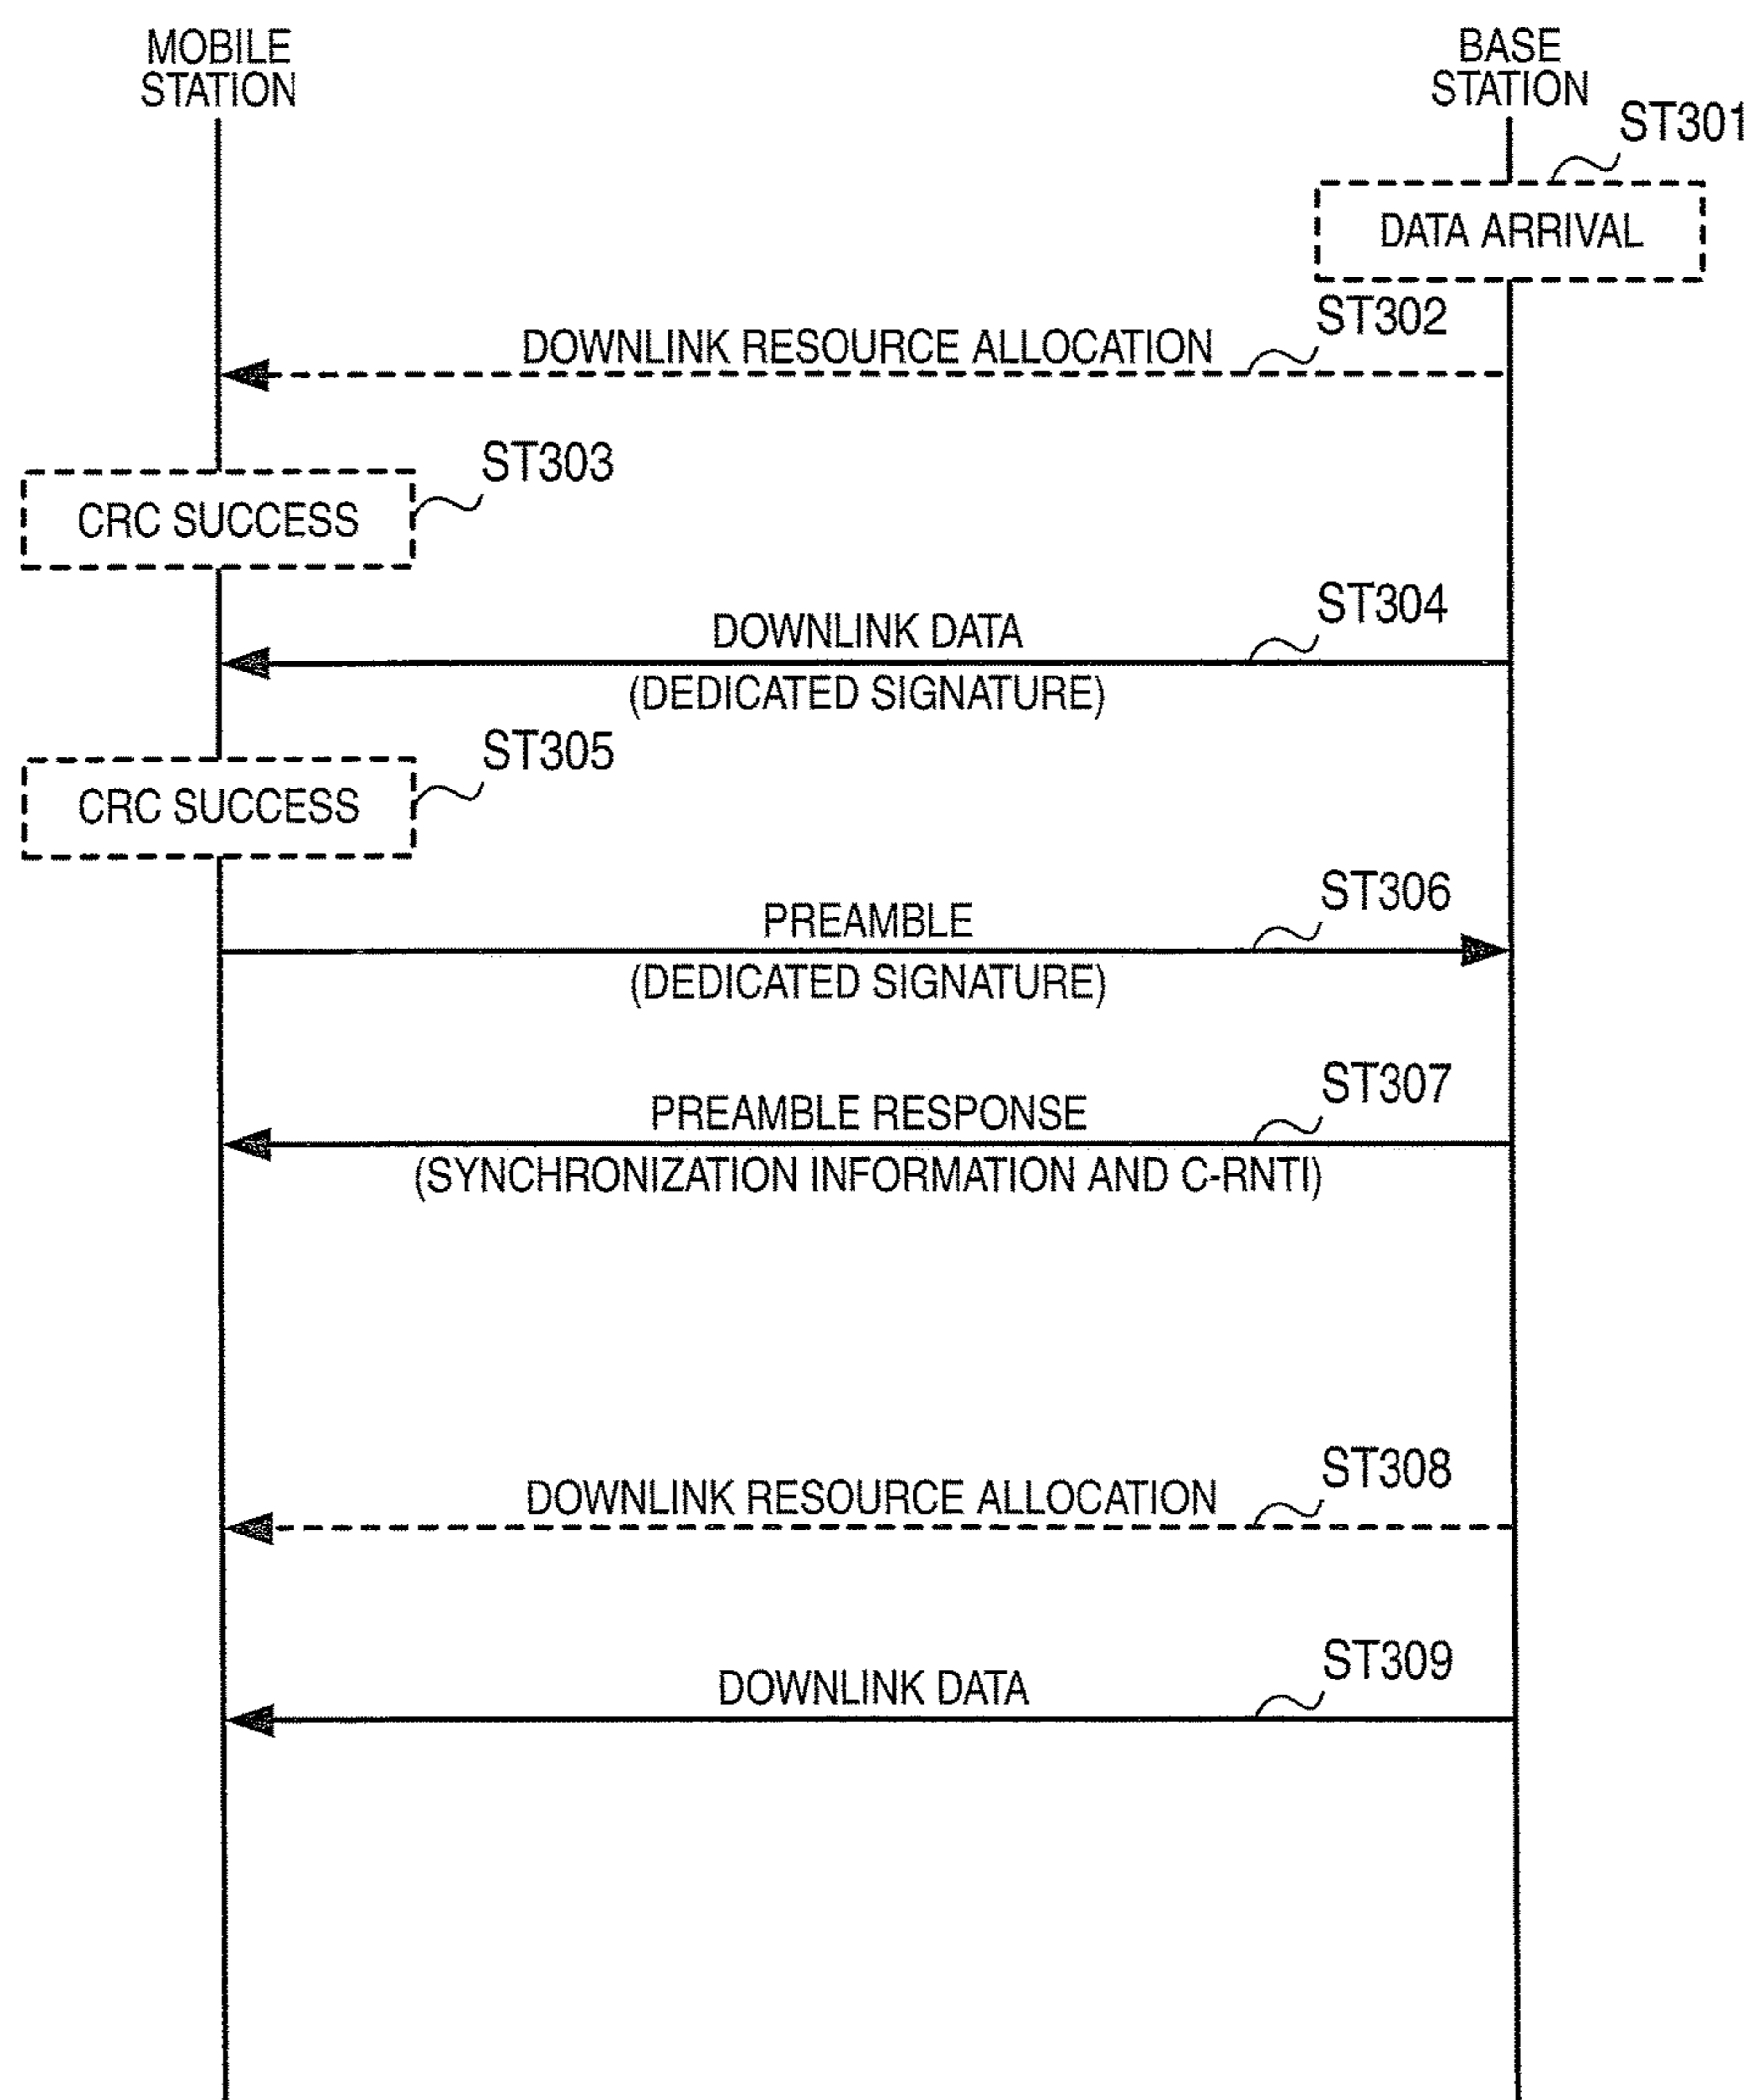 MOBILE
STATION
BASE
STATION
ST301
DATA ARRIVAL
ST302
DOWNLINK RESOURCE ALLOCATION
ST303
CRC SUCCESS
ST304
DOWNLINK DATA
(DEDICATED SIGNATURE)
ST305
CRC SUCCESS
ST306
PREAMBLE
(DEDICATED SIGNATURE)
ST307
PREAMBLE RESPONSE
(SYNCHRONIZATION INFORMATION AND C-RNTI)
ST308
DOWNLINK RESOURCE ALLOCATION
ST309
DOWNLINK DATA